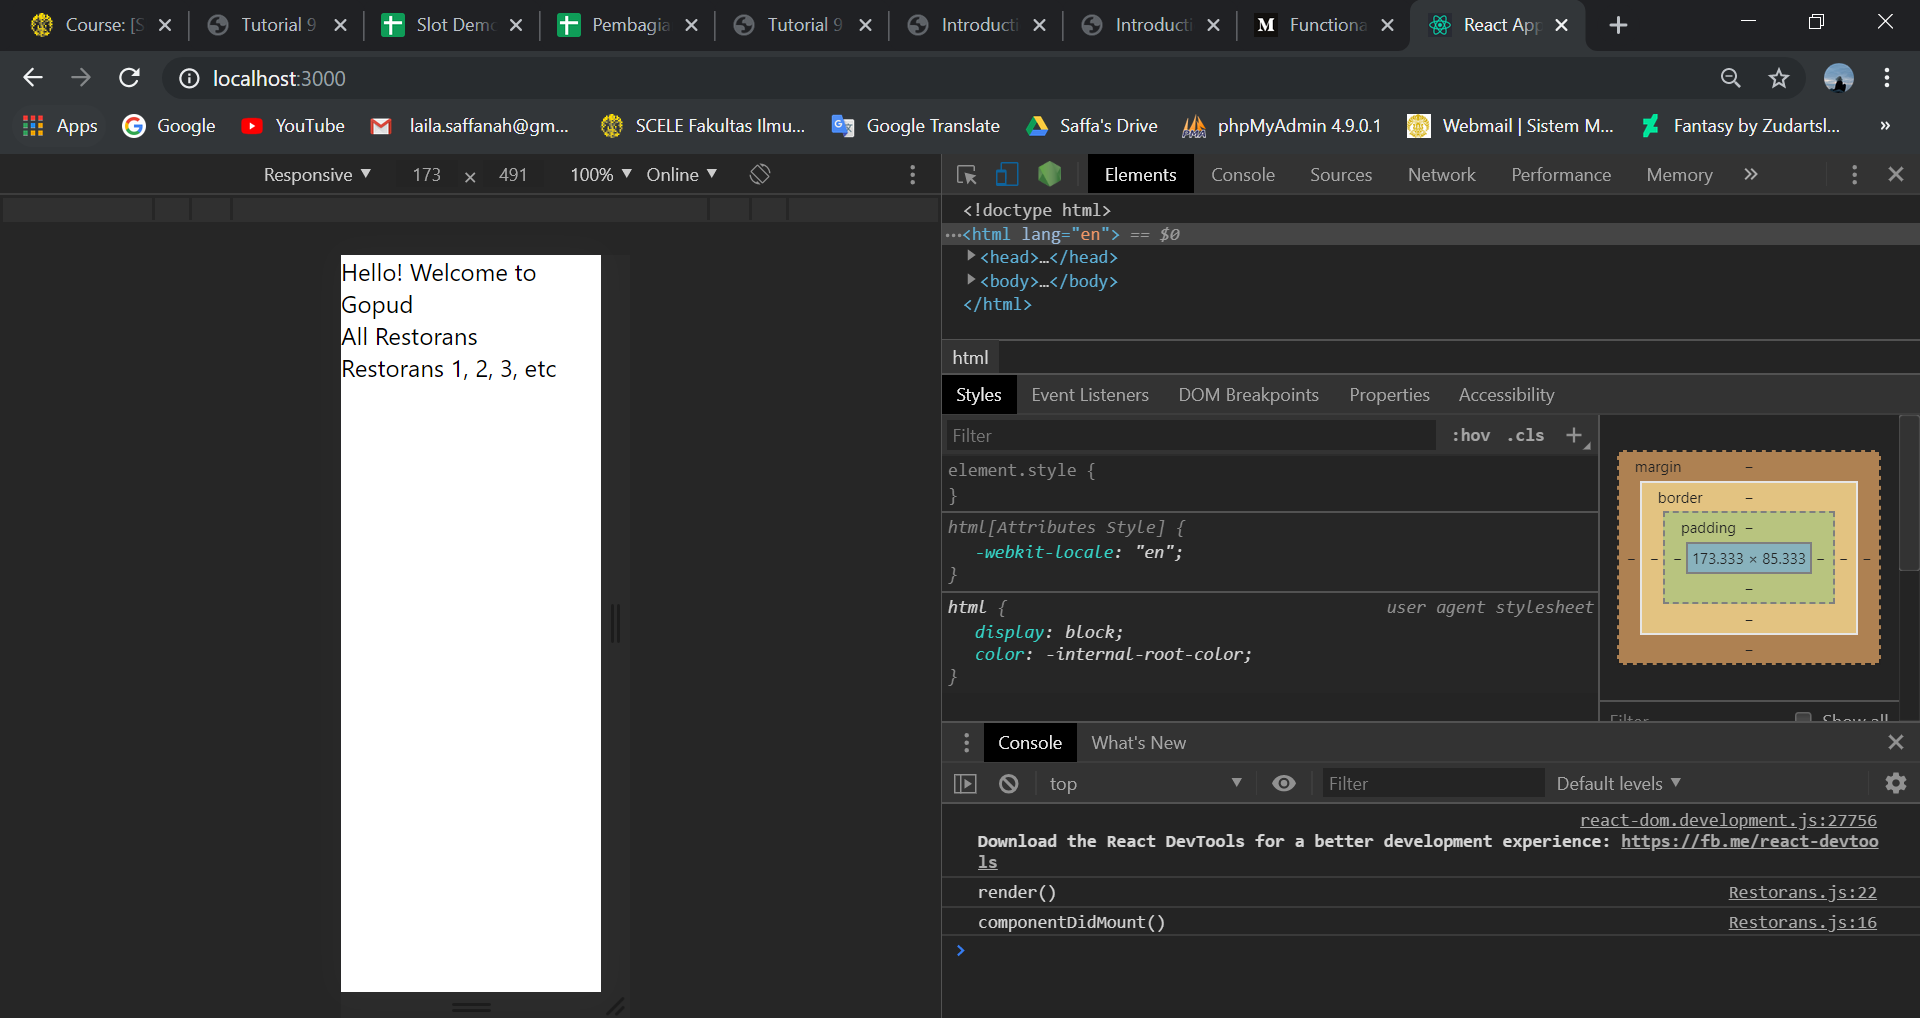 Course: [S
Tutorial 9
Slot Dem
Pembagia
Tutorial 9
Introducti
Introducti
M Functiona
React App
localhost:3000
Apps
Google
YouTube
laila.saffanah@gm...
SCELE Fakultas Ilmu...
Google Translate
Saffa's Drive
phpMyAdmin 4.9.0.1
Webmail | Sistem M...
Fantasy by Zudartsl...
»
Responsive ▼ 173 × 491 100% ▼ Online ▼
Elements Console Sources Network Performance Memory »
<!doctype html>
...<html lang="en"> == $0
<head>…</head>
<body>…</body>
</html>
html
Styles Event Listeners DOM Breakpoints Properties Accessibility
Filter :hov .cls +
element.style {
}
html[Attributes Style] {
-webkit-locale: "en";
}
html { user agent stylesheet
display: block;
color: -internal-root-color;
}
margin –
border –
padding –
– – – 173.333 × 85.333 – – –
–
–
–
Filter Show all
Hello! Welcome to
Gopud
All Restorans
Restorans 1, 2, 3, etc
Console What's New
top ▼ Filter Default levels ▼
react-dom.development.js:27756
Download the React DevTools for a better development experience: https://fb.me/react-devtoo
ls
render() Restorans.js:22
componentDidMount() Restorans.js:16
>